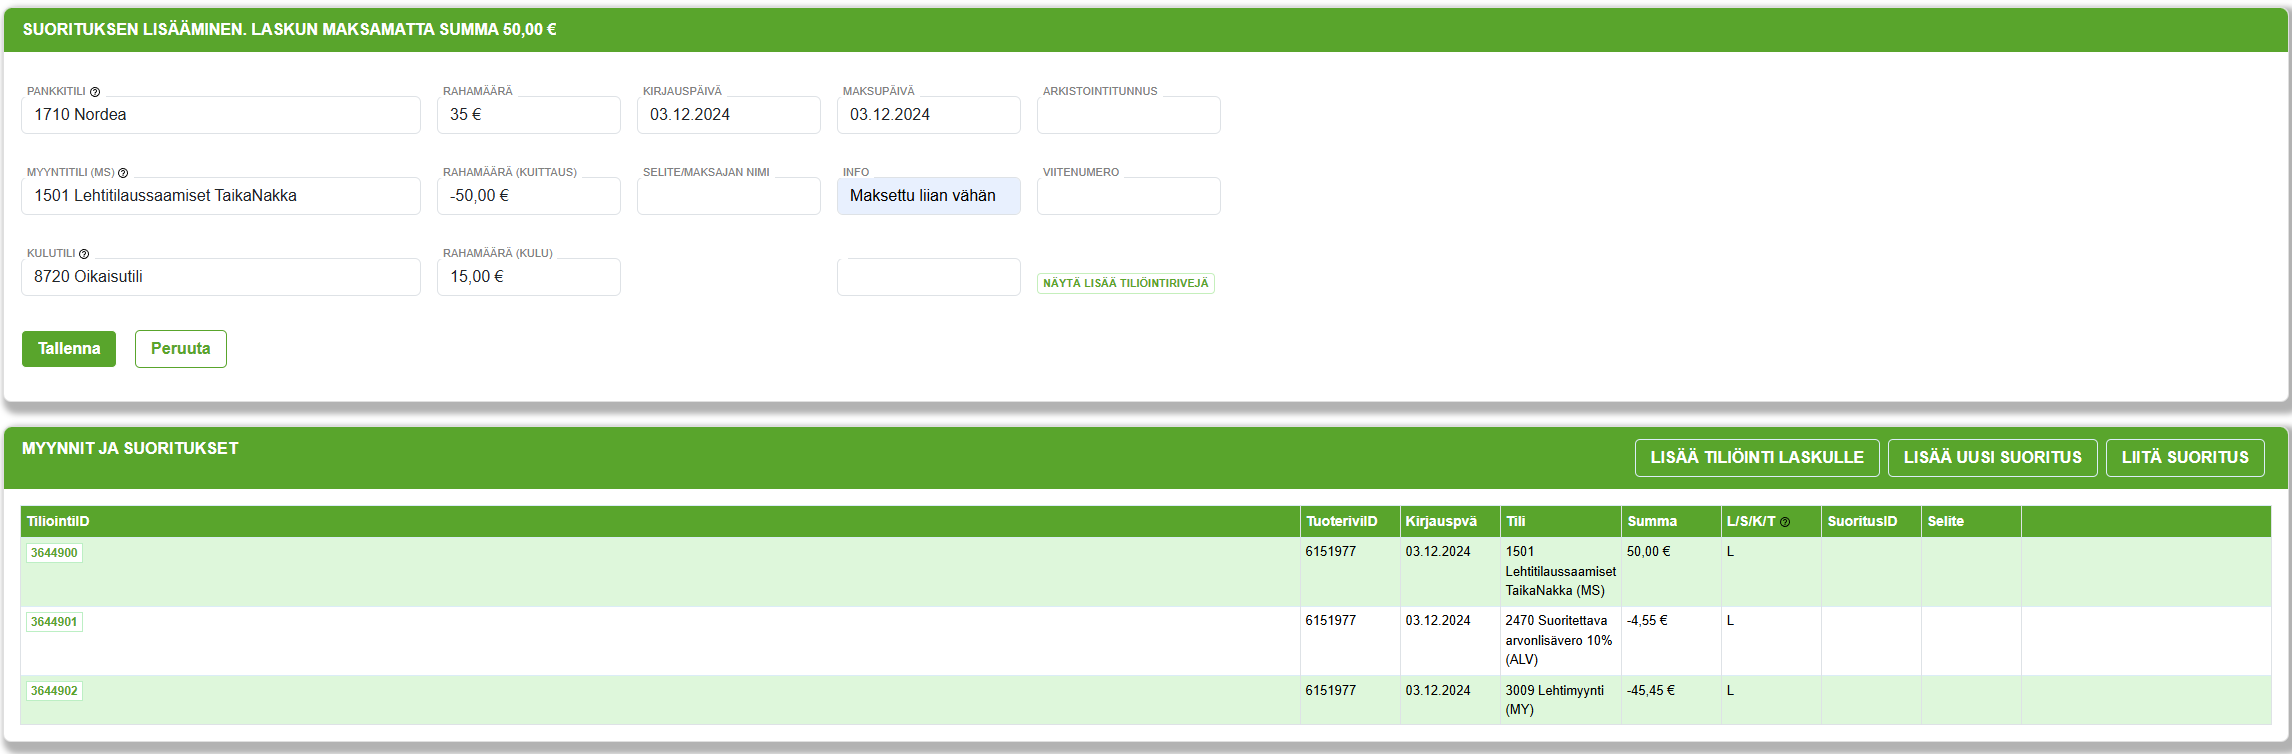 SUORITUKSEN LISÄÄMINEN. LASKUN MAKSAMATTA SUMMA 50,00 €
PANKKITILI
RAHAMÄÄRÄ
KIRJAUSPÄIVÄ
MAKSUPÄIVÄ
ARKISTOINTITUNNUS
1710 Nordea
35 €
03.12.2024
03.12.2024
MYYNTITILI (MS)
RAHAMÄÄRÄ (KUITTAUS)
SELITE/MAKSAJAN NIMI
INFO
VIITENUMERO
1501 Lehtitilaussaamiset TaikaNakka
-50,00 €
Maksettu liian vähän
KULUTILI
RAHAMÄÄRÄ (KULU)
8720 Oikaisutili
15,00 €
NÄYTÄ LISÄÄ TILIÖINTIRIVEJÄ
Tallenna
Peruuta
MYYNNIT JA SUORITUKSET
LISÄÄ TILIÖINTI LASKULLE
LISÄÄ UUSI SUORITUS
LIITÄ SUORITUS
TiliointiID
TuoteriviID
Kirjauspvä
Tili
Summa
L/S/K/T
SuoritusID
Selite
3644900
6151977
03.12.2024
1501
Lehtitilaussaamiset
TaikaNakka (MS)
50,00 €
L
3644901
6151977
03.12.2024
2470 Suoritettava
arvonlisävero 10%
(ALV)
-4,55 €
L
3644902
6151977
03.12.2024
3009 Lehtimyynti
(MY)
-45,45 €
L